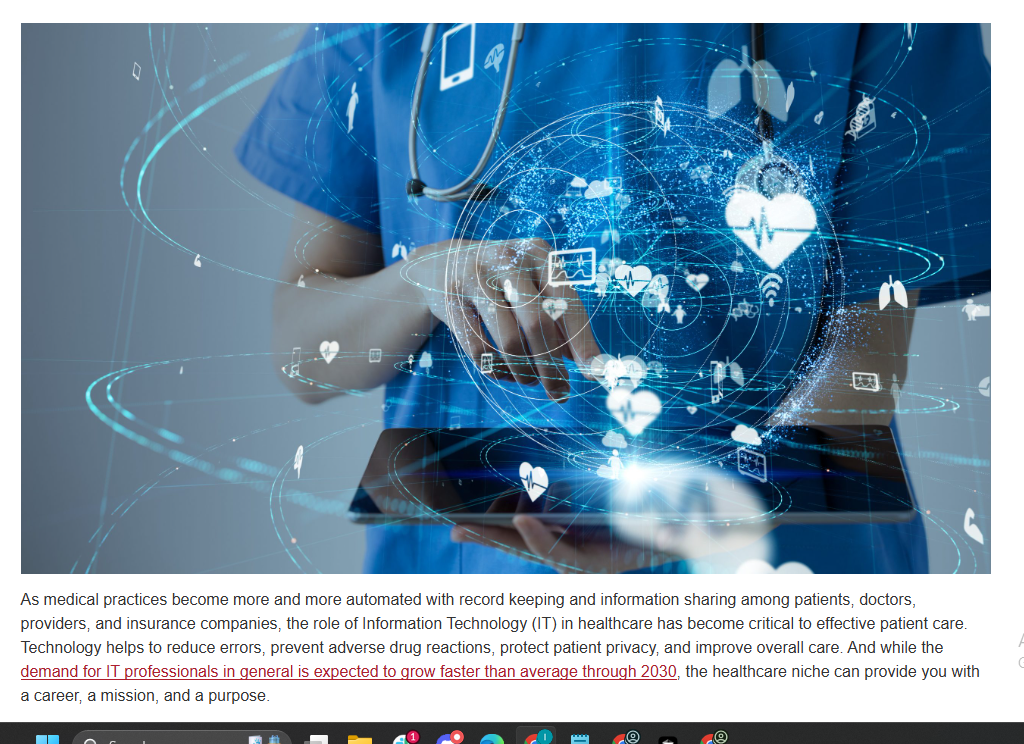 As medical practices become more and more automated with record keeping and information sharing among patients, doctors,
providers, and insurance companies, the role of Information Technology (IT) in healthcare has become critical to effective patient care.
Technology helps to reduce errors, prevent adverse drug reactions, protect patient privacy, and improve overall care. And while the
demand for IT professionals in general is expected to grow faster than average through 2030, the healthcare niche can provide you with
a career, a mission, and a purpose.
1